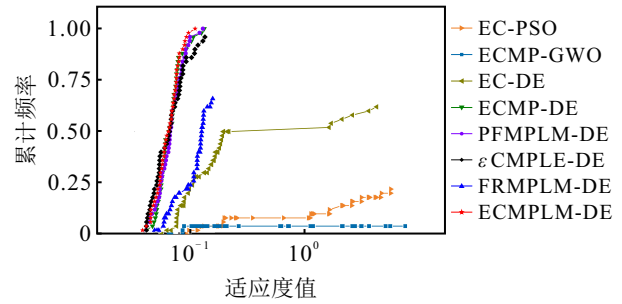 1.00
0.75
0.50
0.25
0
累计频率
10⁻¹
10⁰
适应度值
EC-PSO
ECMP-GWO
EC-DE
ECMP-DE
PFMPLM-DE
εCMPLE-DE
FRMPLM-DE
ECMPLM-DE